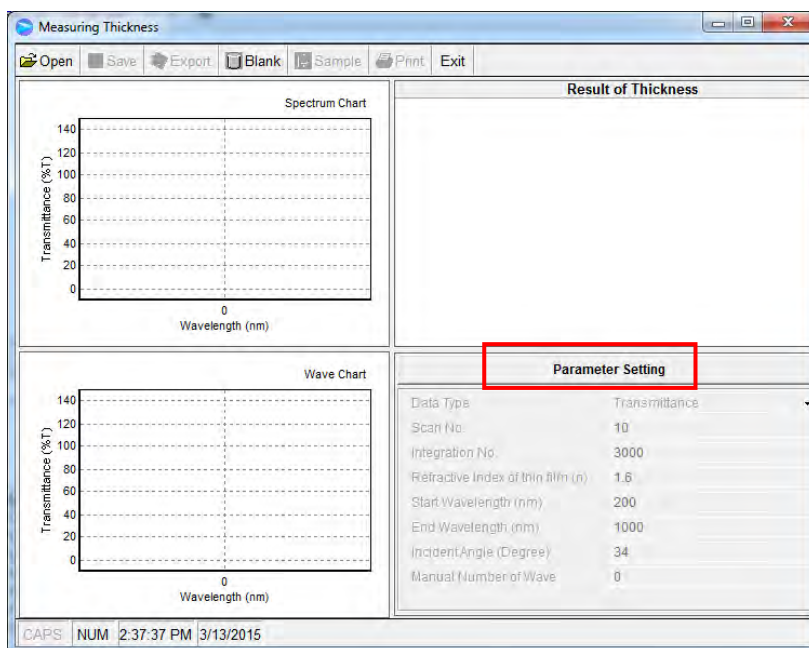 Measuring Thickness
Open Save Export Blank Sample Print Exit
Spectrum Chart
Transmittance (%T)
140
120
100
80
60
40
20
0
0
Wavelength (nm)
Result of Thickness
Wave Chart
Transmittance (%T)
140
120
100
80
60
40
20
0
0
Wavelength (nm)
Parameter Setting
Data Type Transmittance
Scan No. 10
Integration No. 3000
Refractive Index of thin film (n) 1.6
Start Wavelength (nm) 200
End Wavelength (nm) 1000
Incident Angle (Degree) 34
Manual Number of Wave 0
CAPS NUM 2:37:37 PM 3/13/2015